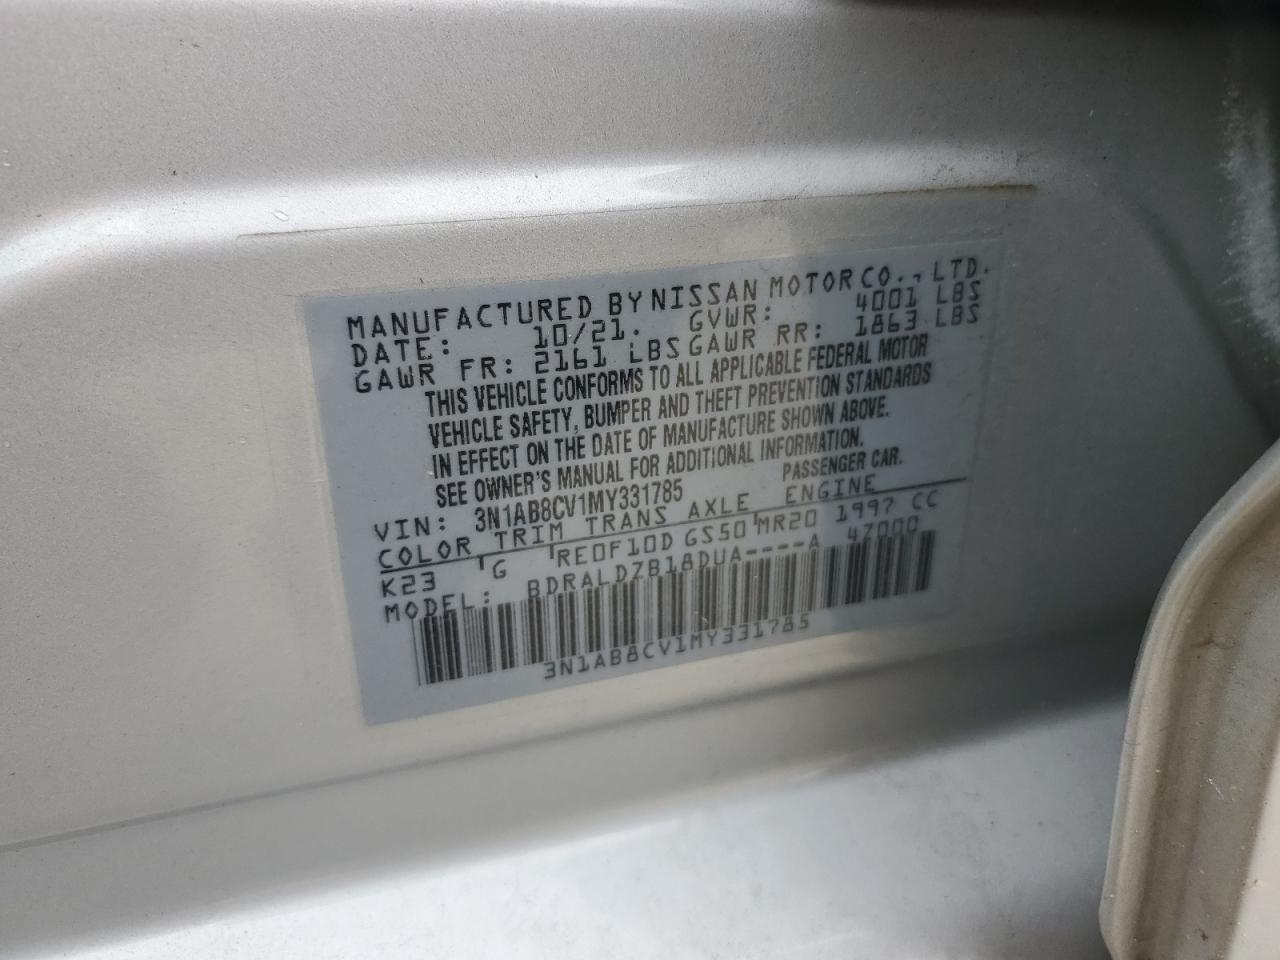 MANUFACTURED BY NISSAN MOTOR CO., LTD.
DATE: 10/21. GVWR: 4001 LBS
GAWR FR: 2161 LBS GAWR RR: 1863 LBS
THIS VEHICLE CONFORMS TO ALL APPLICABLE FEDERAL MOTOR
VEHICLE SAFETY, BUMPER AND THEFT PREVENTION STANDARDS
IN EFFECT ON THE DATE OF MANUFACTURE SHOWN ABOVE.
SEE OWNER'S MANUAL FOR ADDITIONAL INFORMATION.
VIN: 3N1AB8CV1MY331785 PASSENGER CAR.
COLOR TRIM TRANS AXLE ENGINE
K23 G RE0F10D GS50 MR20 1997 CC
MODEL: BDRALDZB18DUA----A 47000
3N1AB8CV1MY331785